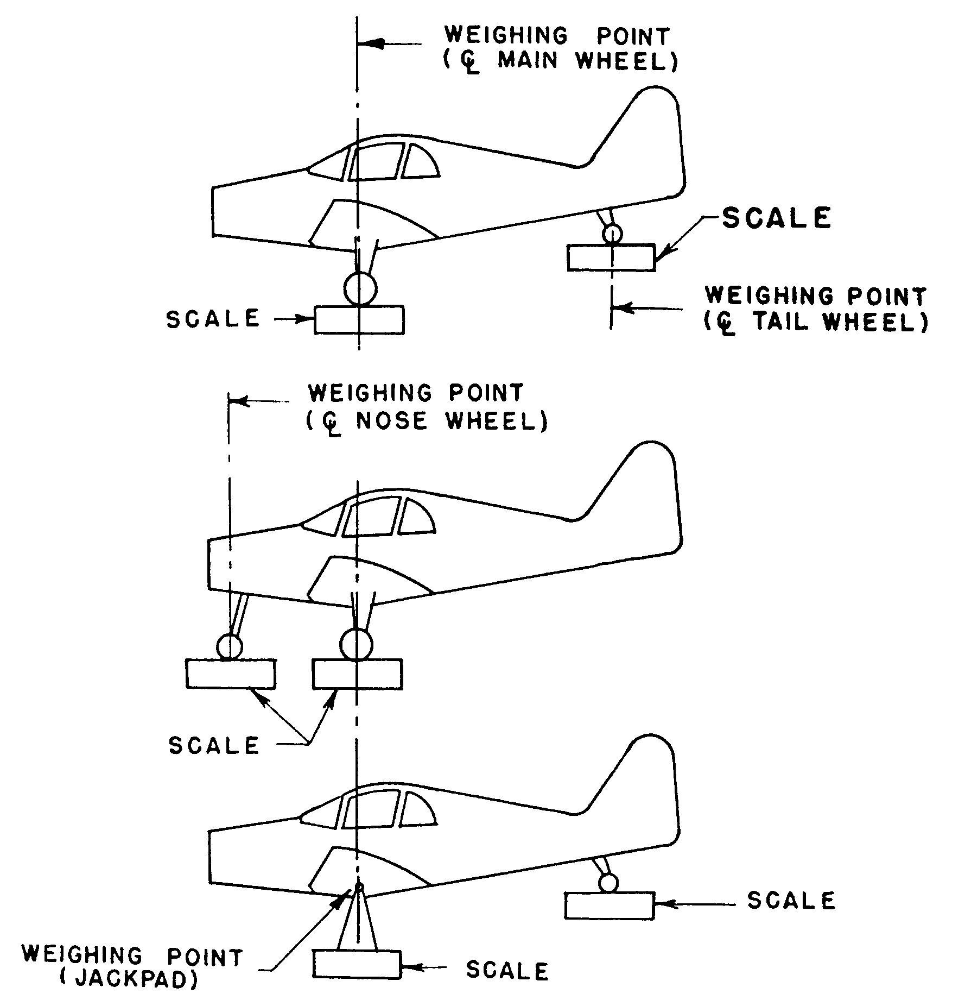 WEIGHING POINT
(℄ MAIN WHEEL)
SCALE
WEIGHING POINT
(℄ TAIL WHEEL)
SCALE
WEIGHING POINT
(℄ NOSE WHEEL)
SCALE
SCALE
WEIGHING POINT
(JACKPAD)
SCALE